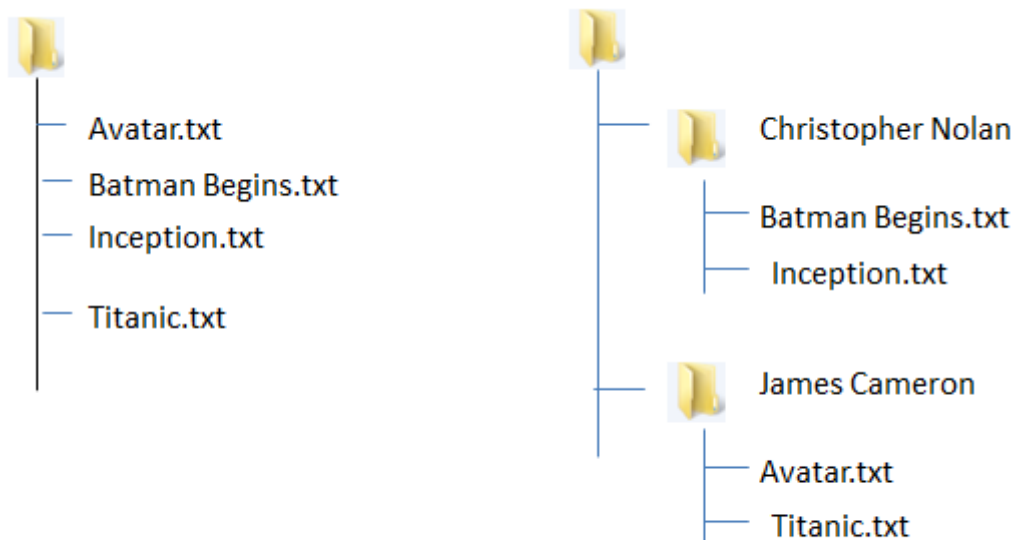 Avatar.txt
Batman Begins.txt
Inception.txt
Titanic.txt
Christopher Nolan
Batman Begins.txt
Inception.txt
James Cameron
Avatar.txt
Titanic.txt